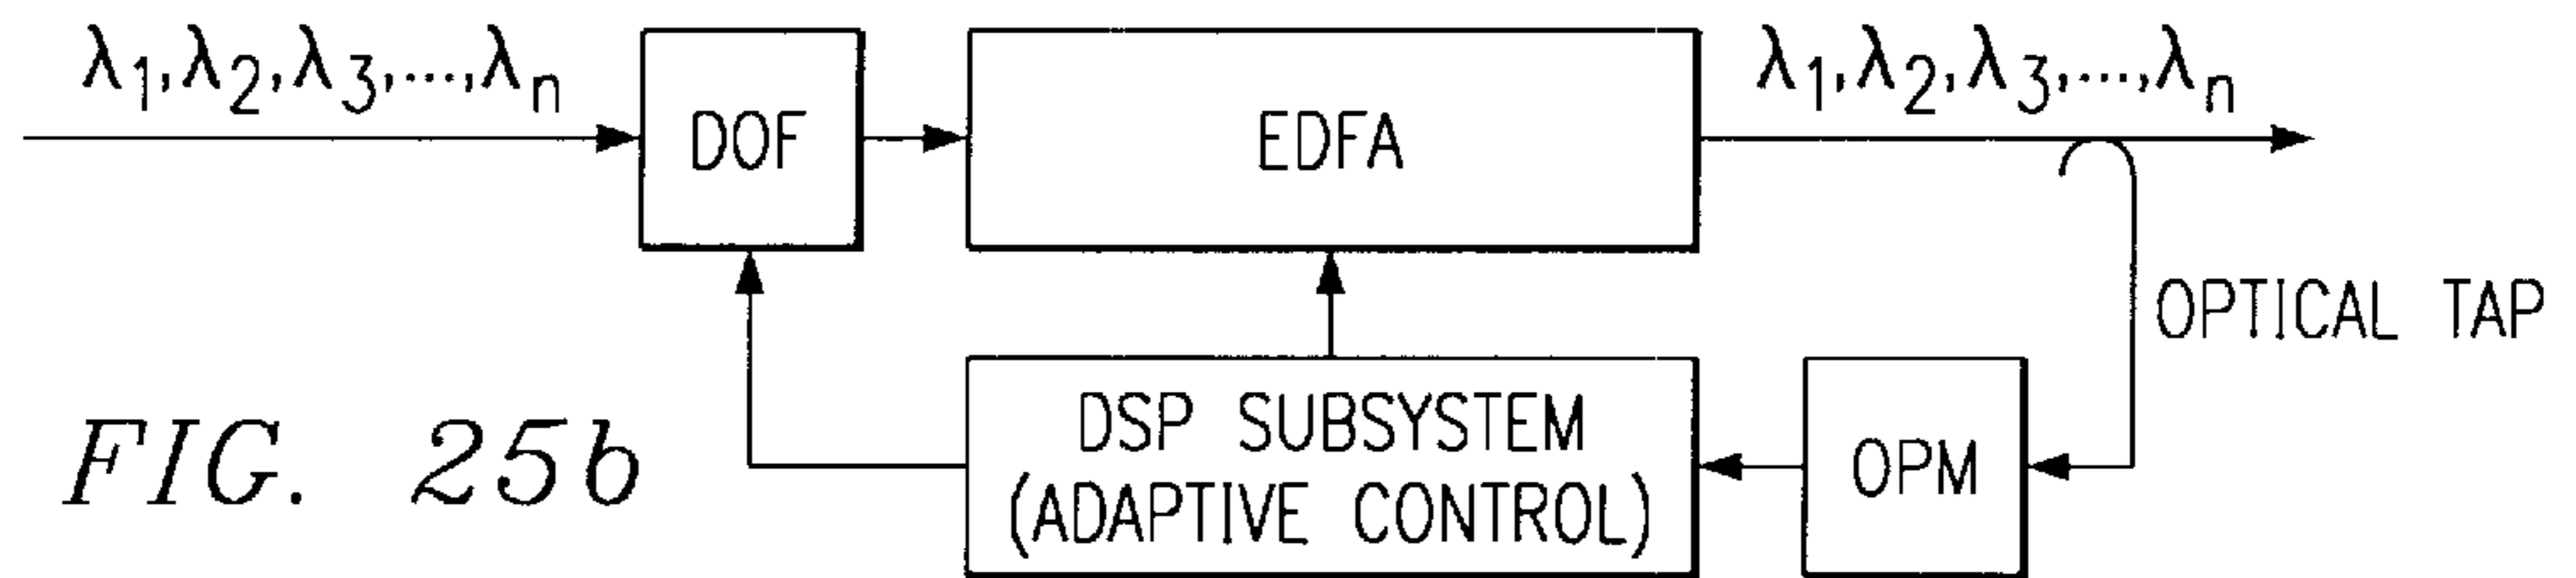 λ1, λ2, λ3,...,λn
λ1, λ2, λ3,...,λn
DOF
EDFA
OPTICAL TAP
DSP SUBSYSTEM
(ADAPTIVE CONTROL)
OPM
FIG. 25b